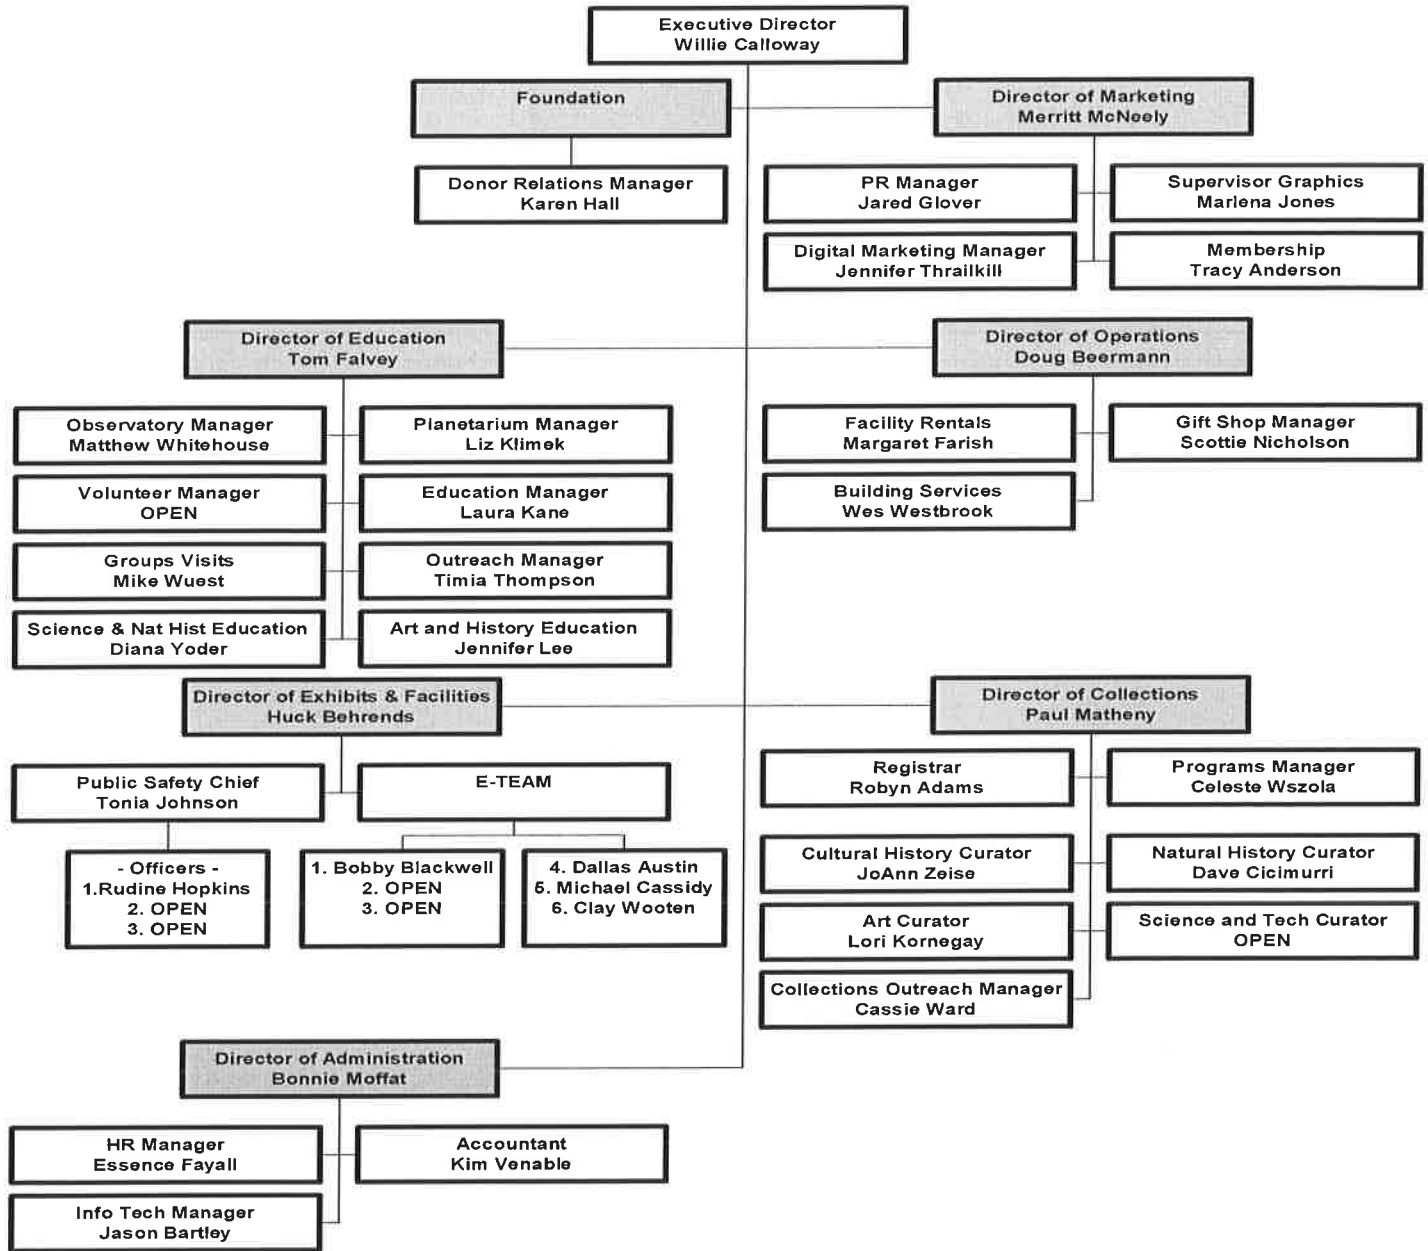 Executive Director
Willie Calloway
Foundation
Director of Marketing
Merritt McNeely
Donor Relations Manager
Karen Hall
PR Manager
Jared Glover
Supervisor Graphics
Marlena Jones
Digital Marketing Manager
Jennifer Thrailkill
Membership
Tracy Anderson
Director of Education
Tom Falvey
Director of Operations
Doug Beermann
Observatory Manager
Matthew Whitehouse
Planetarium Manager
Liz Klimek
Facility Rentals
Margaret Farish
Gift Shop Manager
Scottie Nicholson
Volunteer Manager
OPEN
Education Manager
Laura Kane
Building Services
Wes Westbrook
Groups Visits
Mike Wuest
Outreach Manager
Timia Thompson
Science & Nat Hist Education
Diana Yoder
Art and History Education
Jennifer Lee
Director of Exhibits & Facilities
Huck Behrends
Director of Collections
Paul Matheny
Public Safety Chief
Tonia Johnson
E-TEAM
Registrar
Robyn Adams
Programs Manager
Celeste Wszola
- Officers -
1.Rudine Hopkins
2. OPEN
3. OPEN
1. Bobby Blackwell
2. OPEN
3. OPEN
4. Dallas Austin
5. Michael Cassidy
6. Clay Wooten
Cultural History Curator
JoAnn Zeise
Natural History Curator
Dave Cicimurri
Art Curator
Lori Kornegay
Science and Tech Curator
OPEN
Collections Outreach Manager
Cassie Ward
Director of Administration
Bonnie Moffat
HR Manager
Essence Fayall
Accountant
Kim Venable
Info Tech Manager
Jason Bartley